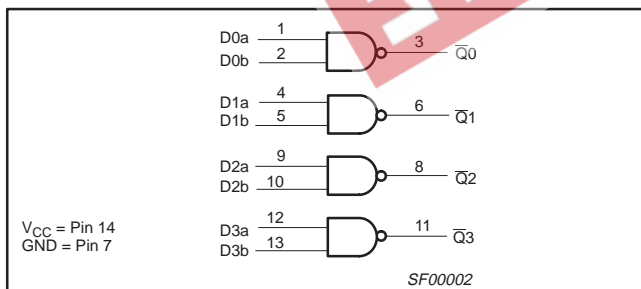 D0a 1
D0b 2
3 Q̅0
D1a 4
D1b 5
6 Q̅1
D2a 9
D2b 10
8 Q̅2
D3a 12
D3b 13
11 Q̅3
VCC = Pin 14
GND = Pin 7
SF00002